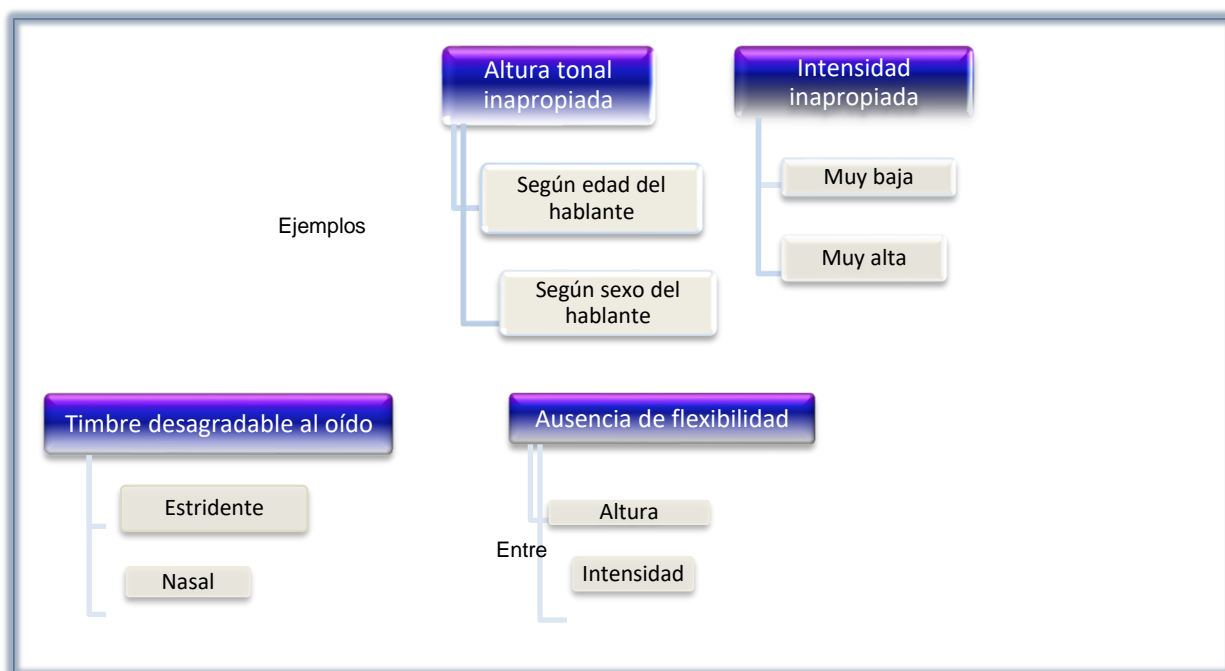 Altura tonal
inapropiada
Intensidad
inapropiada
Según edad del
hablante
Muy baja
Ejemplos
Muy alta
Según sexo del
hablante
Timbre desagradable al oído
Ausencia de flexibilidad
Estridente
Altura
Entre
Intensidad
Nasal